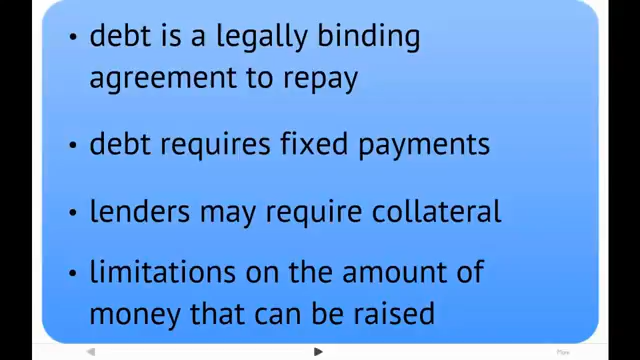 • debt is a legally binding
agreement to repay
• debt requires fixed payments
• lenders may require collateral
• limitations on the amount of
money that can be raised